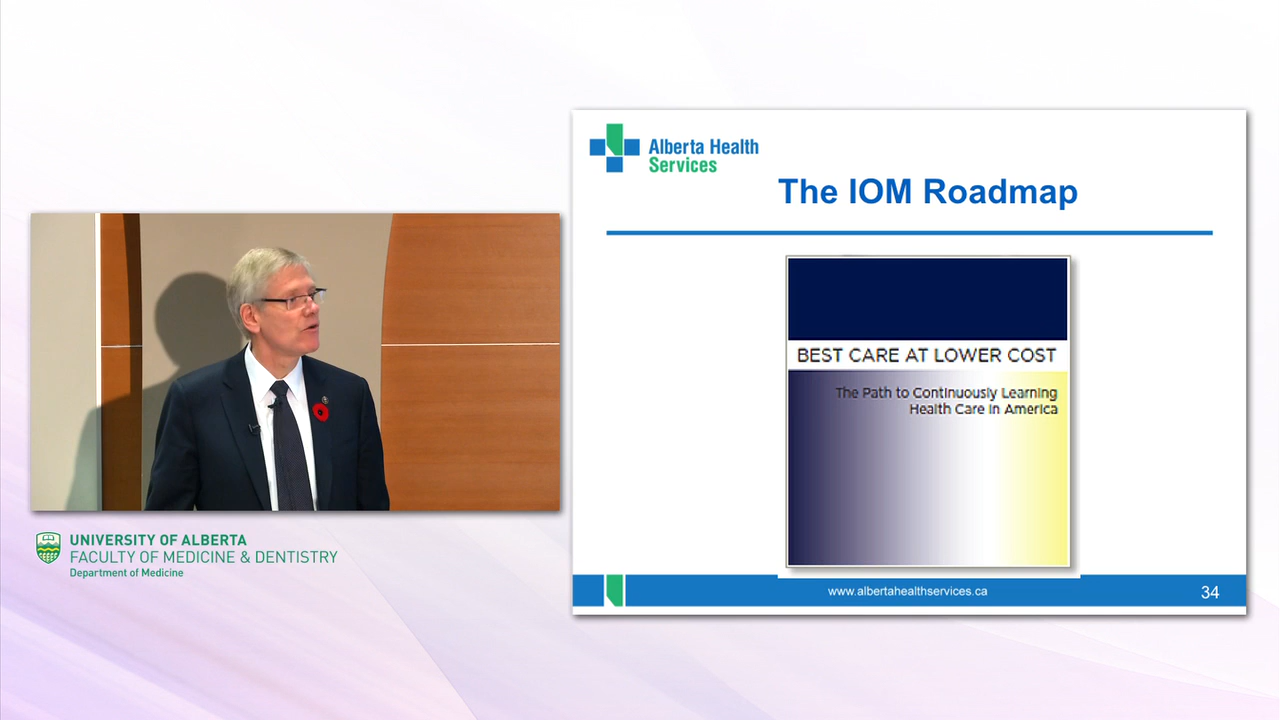 Alberta Health
Services
The IOM Roadmap
BEST CARE AT LOWER COST
The Path to Continuously Learning
Health Care in America
www.albertahealthservices.ca
34
UNIVERSITY OF ALBERTA
FACULTY OF MEDICINE & DENTISTRY
Department of Medicine